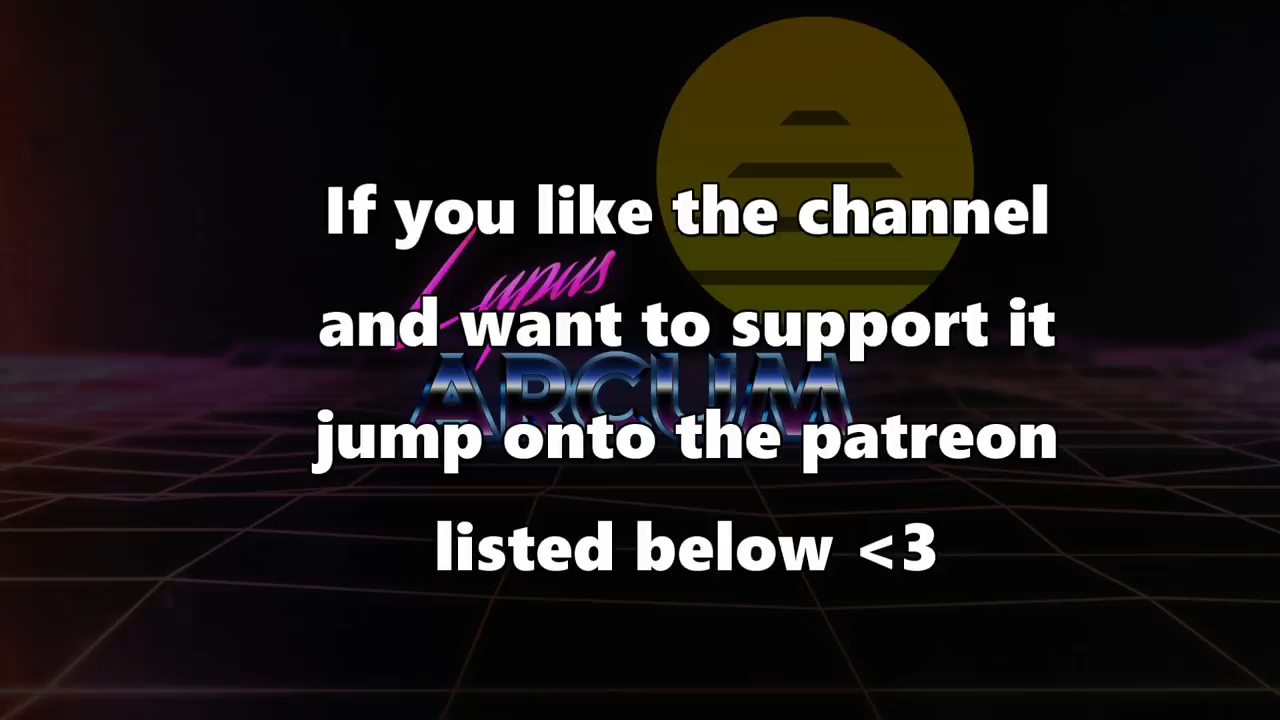 If you like the channel
Lupus
and want to support it
ARCUM
jump onto the patreon
listed below <3